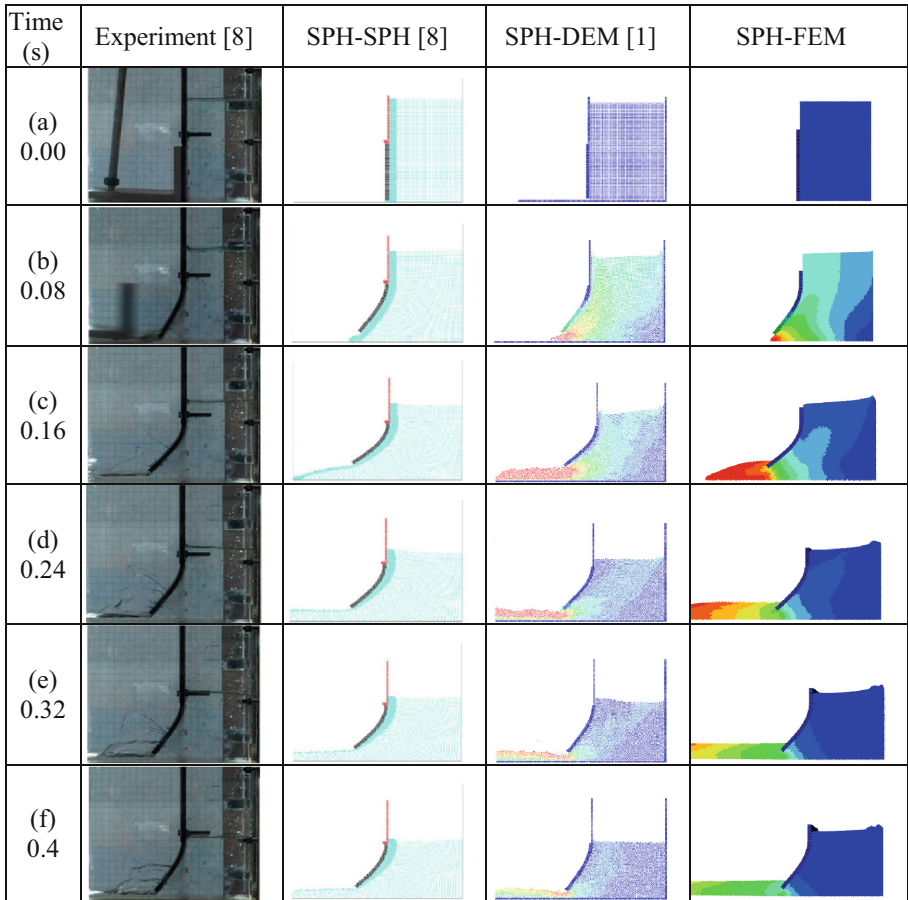 Time
(s)
Experiment [8]
SPH-SPH [8]
SPH-DEM [1]
SPH-FEM
(a)
0.00
(b)
0.08
(c)
0.16
(d)
0.24
(e)
0.32
(f)
0.4